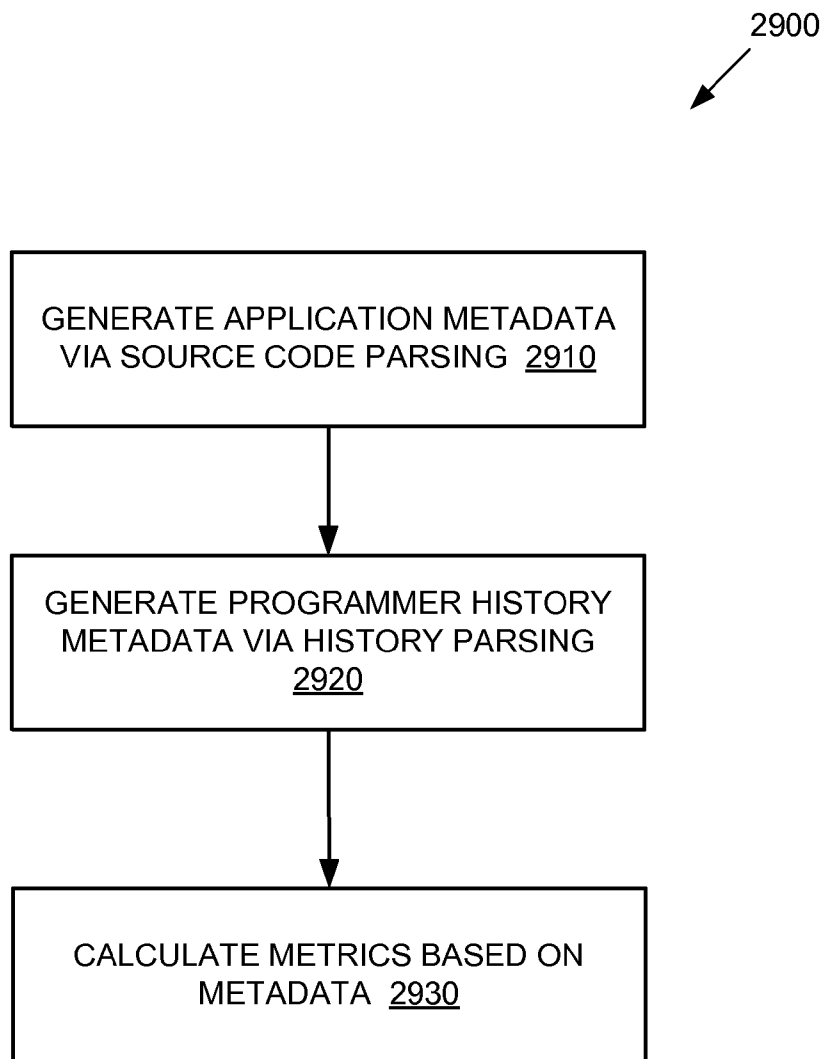 2900
GENERATE APPLICATION METADATA
VIA SOURCE CODE PARSING 2910
GENERATE PROGRAMMER HISTORY
METADATA VIA HISTORY PARSING
2920
CALCULATE METRICS BASED ON
METADATA 2930